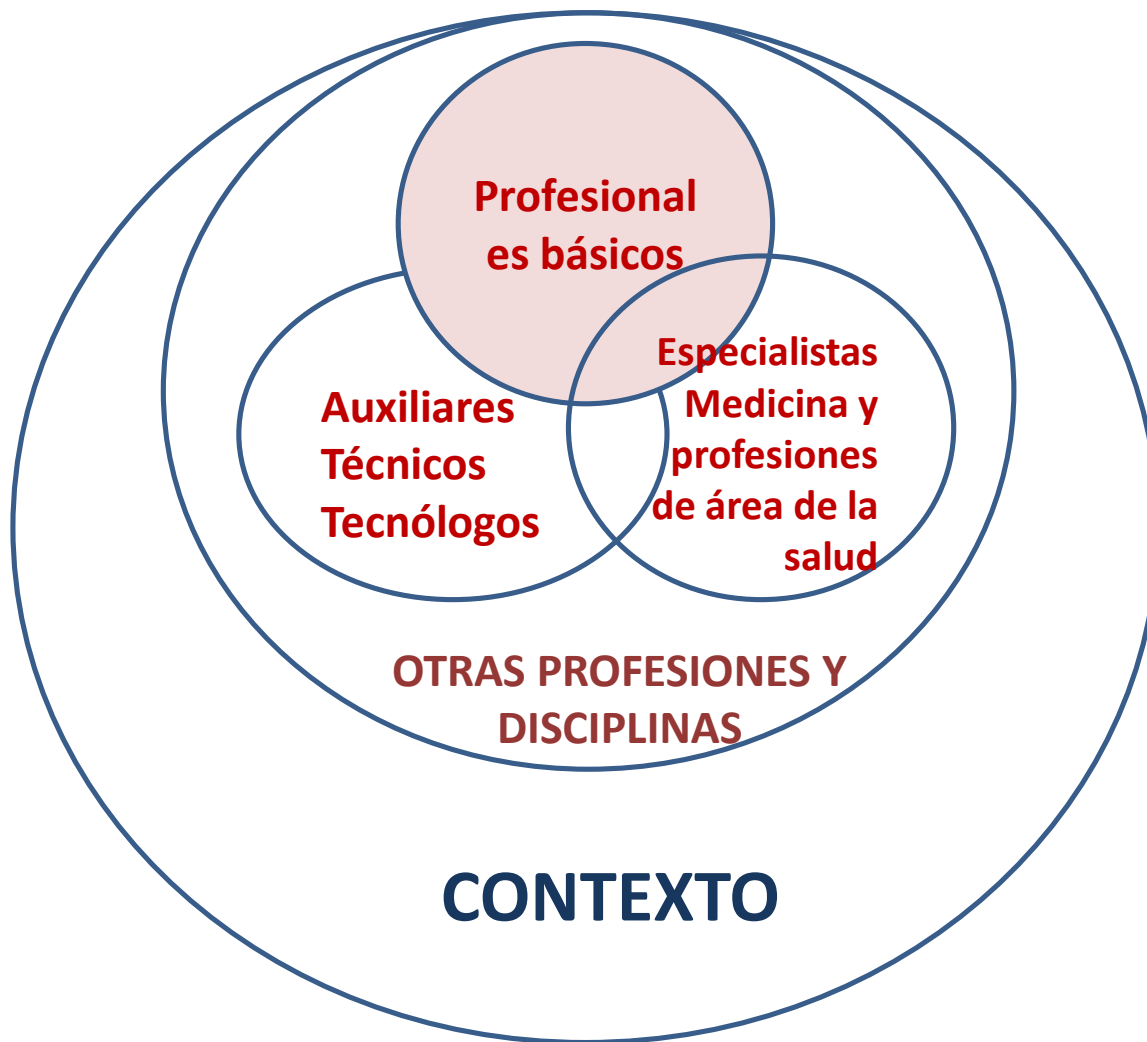 Profesional
es básicos
Auxiliares
Técnicos
Tecnólogos
Especialistas
Medicina y
profesiones
de área de la
salud
OTRAS PROFESIONES Y
DISCIPLINAS
CONTEXTO